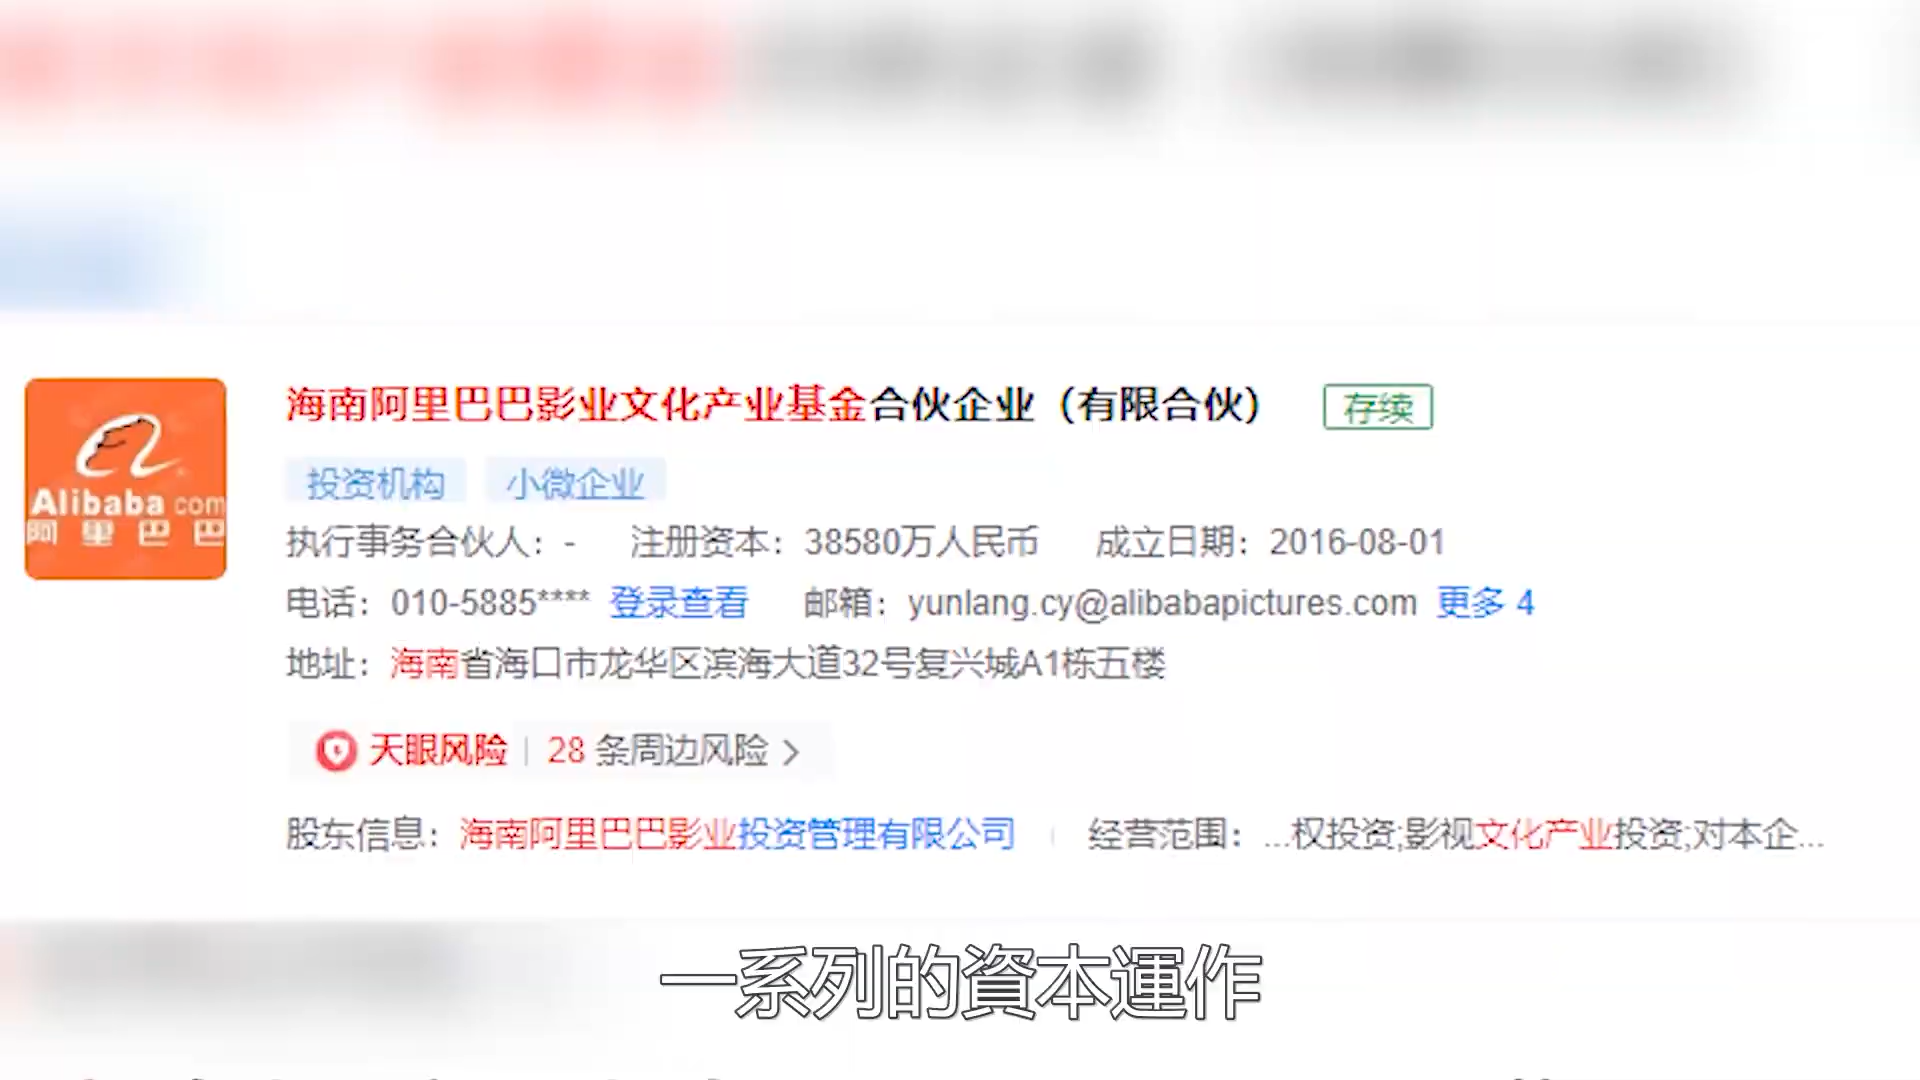 海南阿里巴巴影业文化产业基金合伙企业（有限合伙） 存续
投资机构 小微企业
执行事务合伙人：- 注册资本：38580万人民币 成立日期：2016-08-01
电话：010-5885**** 登录查看 邮箱：yunlang.cy@alibabapictures.com 更多 4
地址：海南省海口市龙华区滨海大道32号复兴城A1栋五楼
天眼风险 28 条周边风险 >
股东信息：海南阿里巴巴影业投资管理有限公司 经营范围：...权投资;影视文化产业投资;对本企...
Alibaba.com
阿里巴巴
一系列的資本運作